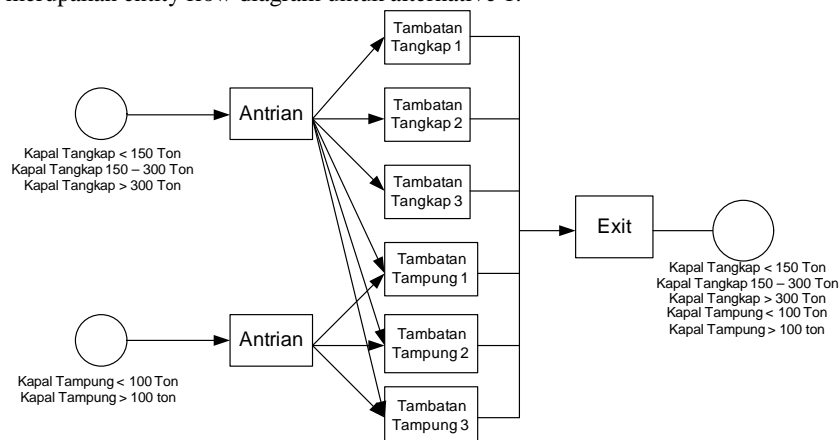 merupanan entity flow diagram untuk alternative 1.
Tambatan
Tangkap 1
Antrian
Tambatan
Tangkap 2
Kapal Tangkap < 150 Ton
Kapal Tangkap 150 – 300 Ton
Kapal Tangkap > 300 Ton
Tambatan
Tangkap 3
Exit
Tambatan
Tampung 1
Kapal Tangkap < 150 Ton
Kapal Tangkap 150 – 300 Ton
Kapal Tangkap > 300 Ton
Kapal Tampung < 100 Ton
Kapal Tampung > 100 ton
Antrian
Tambatan
Tampung 2
Kapal Tampung < 100 Ton
Kapal Tampung > 100 ton
Tambatan
Tampung 3